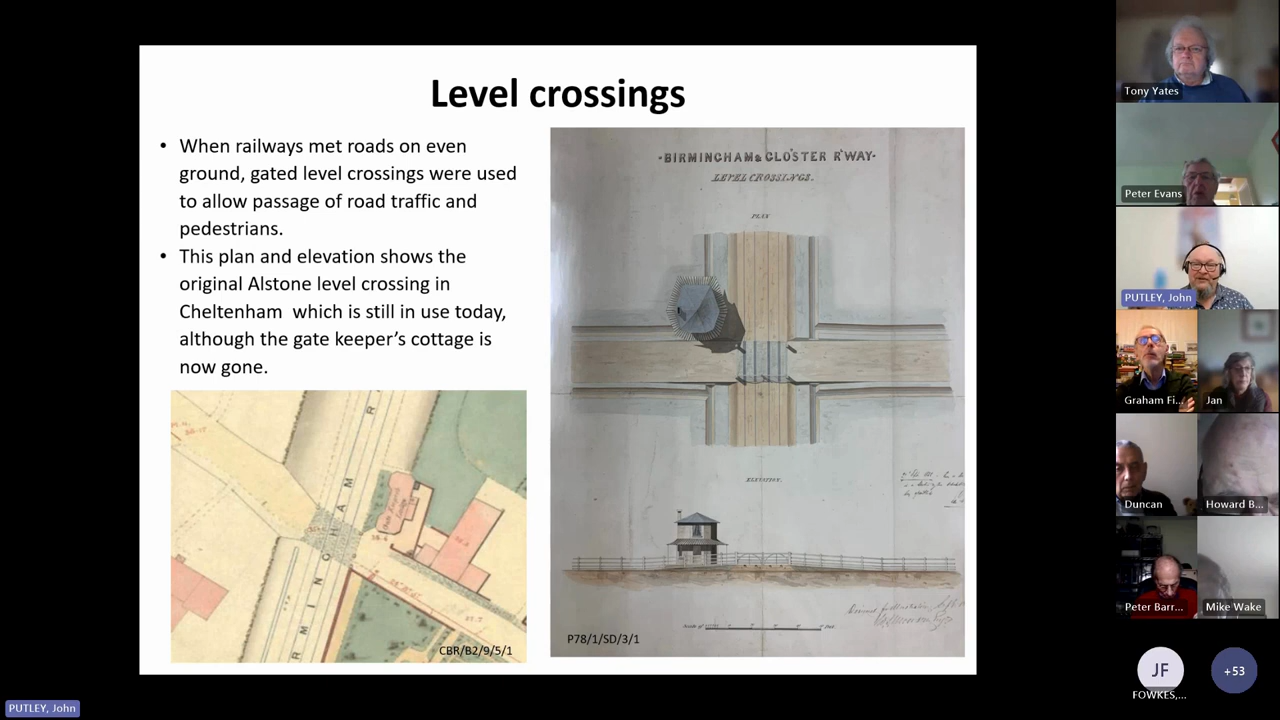 Level crossings
• When railways met roads on even
ground, gated level crossings were used
to allow passage of road traffic and
pedestrians.
• This plan and elevation shows the
original Alstone level crossing in
Cheltenham which is still in use today,
although the gate keeper's cottage is
now gone.
R
M
A
H
G
N
I
M
R
CBR/B2/9/5/1
·BIRMINGHAM & GLO'STER R'WAY·
LEVEL CROSSINGS.
PLAN
ELEVATION.
P78/1/SD/3/1
Tony Yates
Peter Evans
PUTLEY, John
Graham Fi...
Jan
Duncan
Howard B...
Peter Barr...
Mike Wake
JF
+53
FOWKES,...
PUTLEY, John